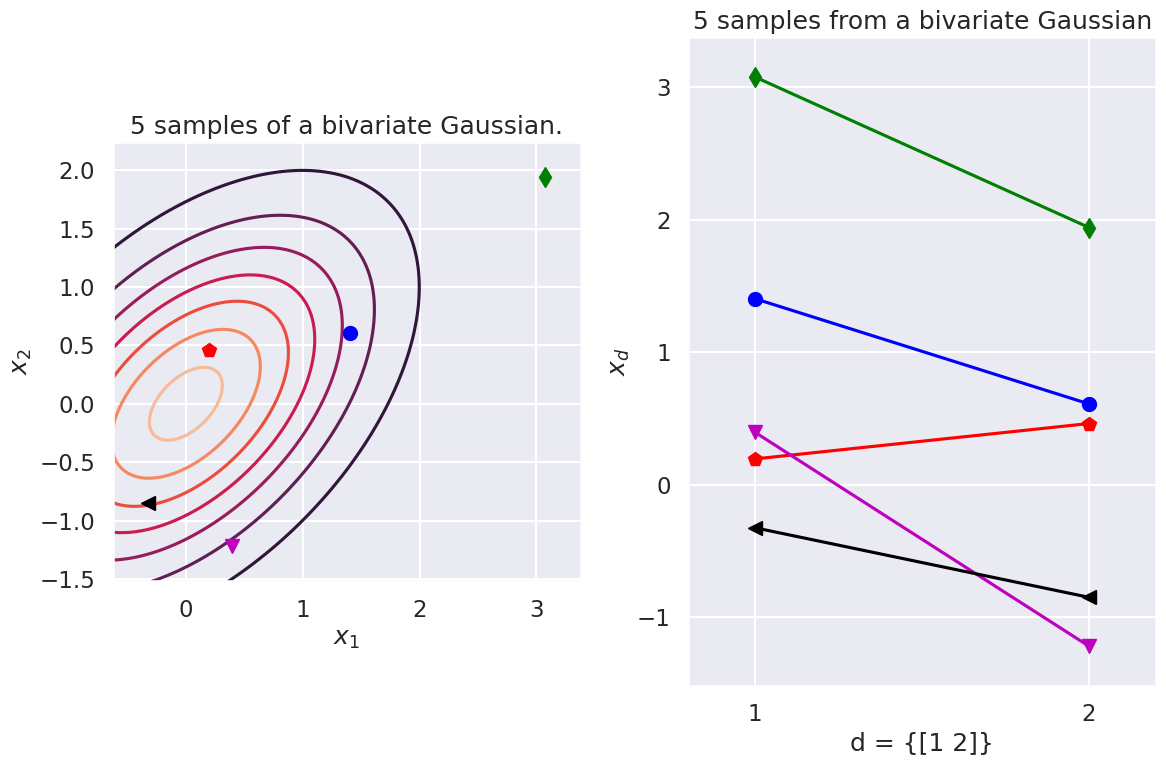 5 samples of a bivariate Gaussian.
2.0
1.5
1.0
0.5
0.0
−0.5
−1.0
−1.5
x₂
0 1 2 3
x₁
5 samples from a bivariate Gaussian
3
2
1
0
−1
x_d
1 2
d = {[1 2]}